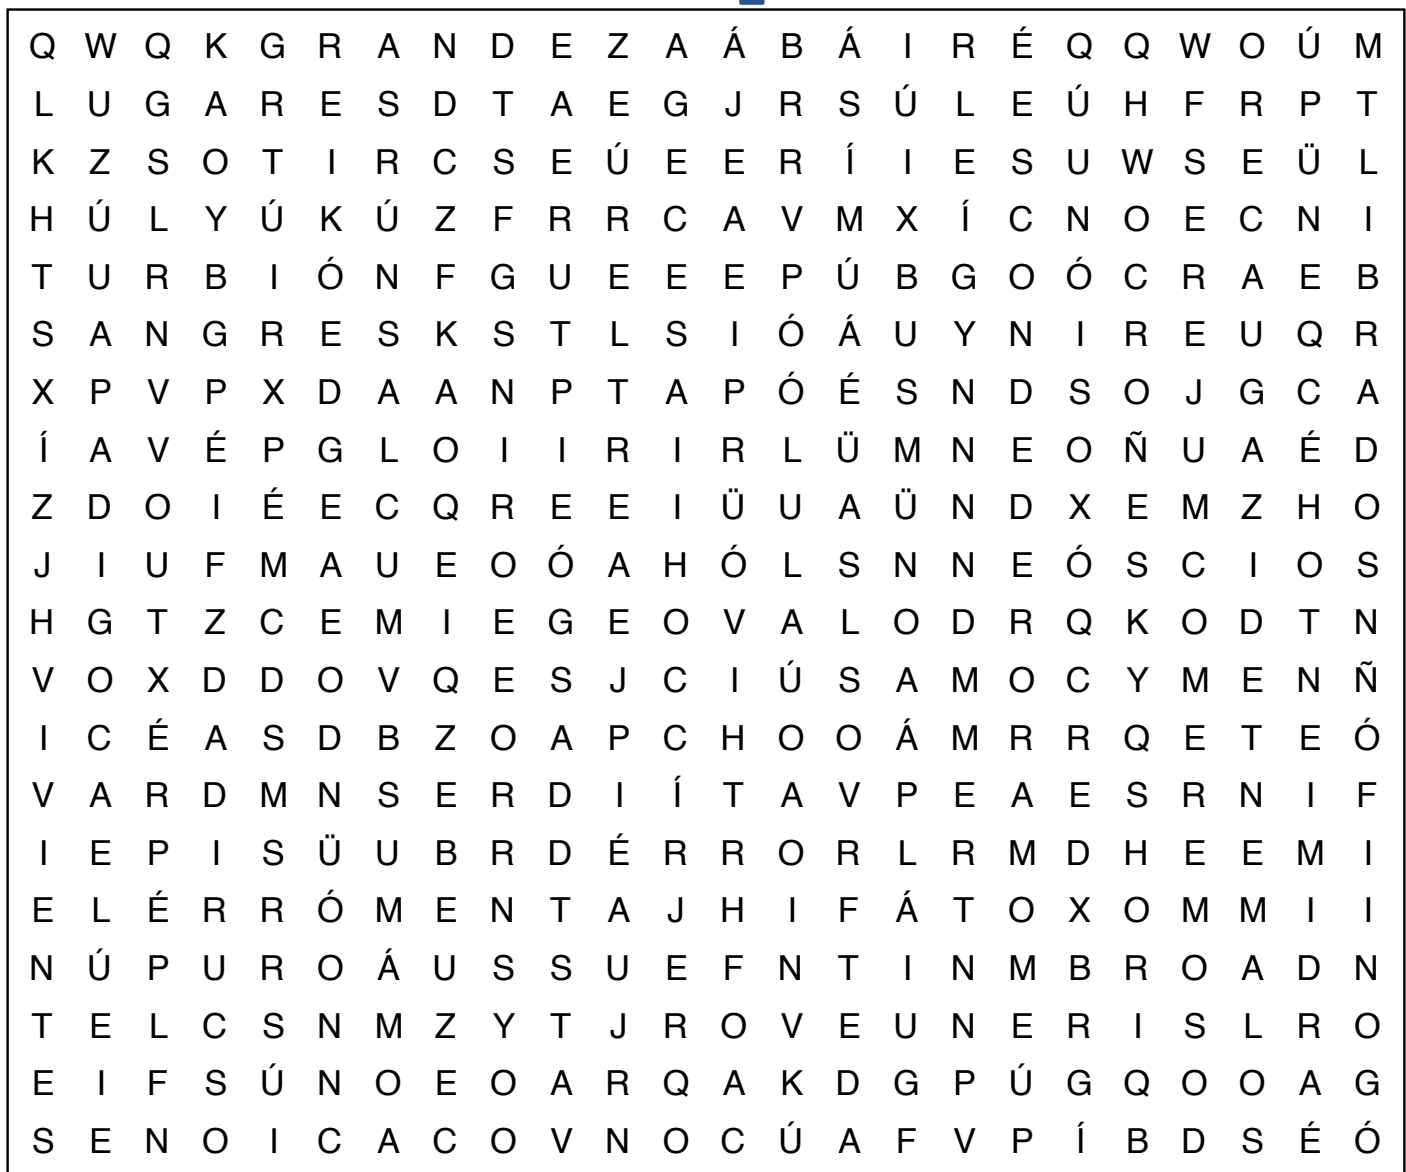 Q W Q K G R A N D E Z A Á B Á I R É Q Q W O Ú M
L U G A R E S D T A E G J R S Ú L E Ú H F R P T
K Z S O T I R C S E Ú E E R Í I E S U W S E Ü L
H Ú L Y Ú K Ú Z F R R C A V M X Í C N O E C N I
T U R B I Ó N F G U E E E P Ú B G O Ó C R A E B
S A N G R E S K S T L S I Ó Á U Y N I R E U Q R
X P V P X D A A N P T A P Ó É S N D S O J G C A
Í A V É P G L O I I R I R L Ü M N E O Ñ U A É D
Z D O I É E C Q R E E I Ü U A Ü N D X E M Z H O
J I U F M A U E O Ó A H Ó L S N N E Ó S C I O S
H G T Z C E M I E G E O V A L O D R Q K O D T N
V O X D D O V Q E S J C I Ú S A M O C Y M E N Ñ
I C É A S D B Z O A P C H O O Á M R R Q E T E Ó
V A R D M N S E R D I Í T A V P E A E S R N I F
I E P I S Ü U B R D É R R O R L R M D H E E M I
E L É R R Ó M E N T A J H I F Á T O X O M M I I
N Ú P U R O Á U S S U E F N T I N M B R O A D N
T E L C S N M Z Y T J R O V E U N E R I S L R O
E I F S Ú N O E O A R Q A K D G P Ú G Q O O A G
S E N O I C A C O V N O C Ú A F V P Í B D S É Ó